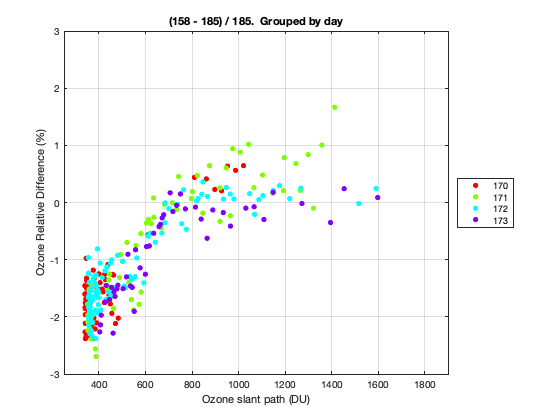 (158 - 185) / 185. Grouped by day
3
2
1
0
-1
-2
-3
Ozone Relative Difference (%)
400 600 800 1000 1200 1400 1600 1800
Ozone slant path (DU)
170
171
172
173